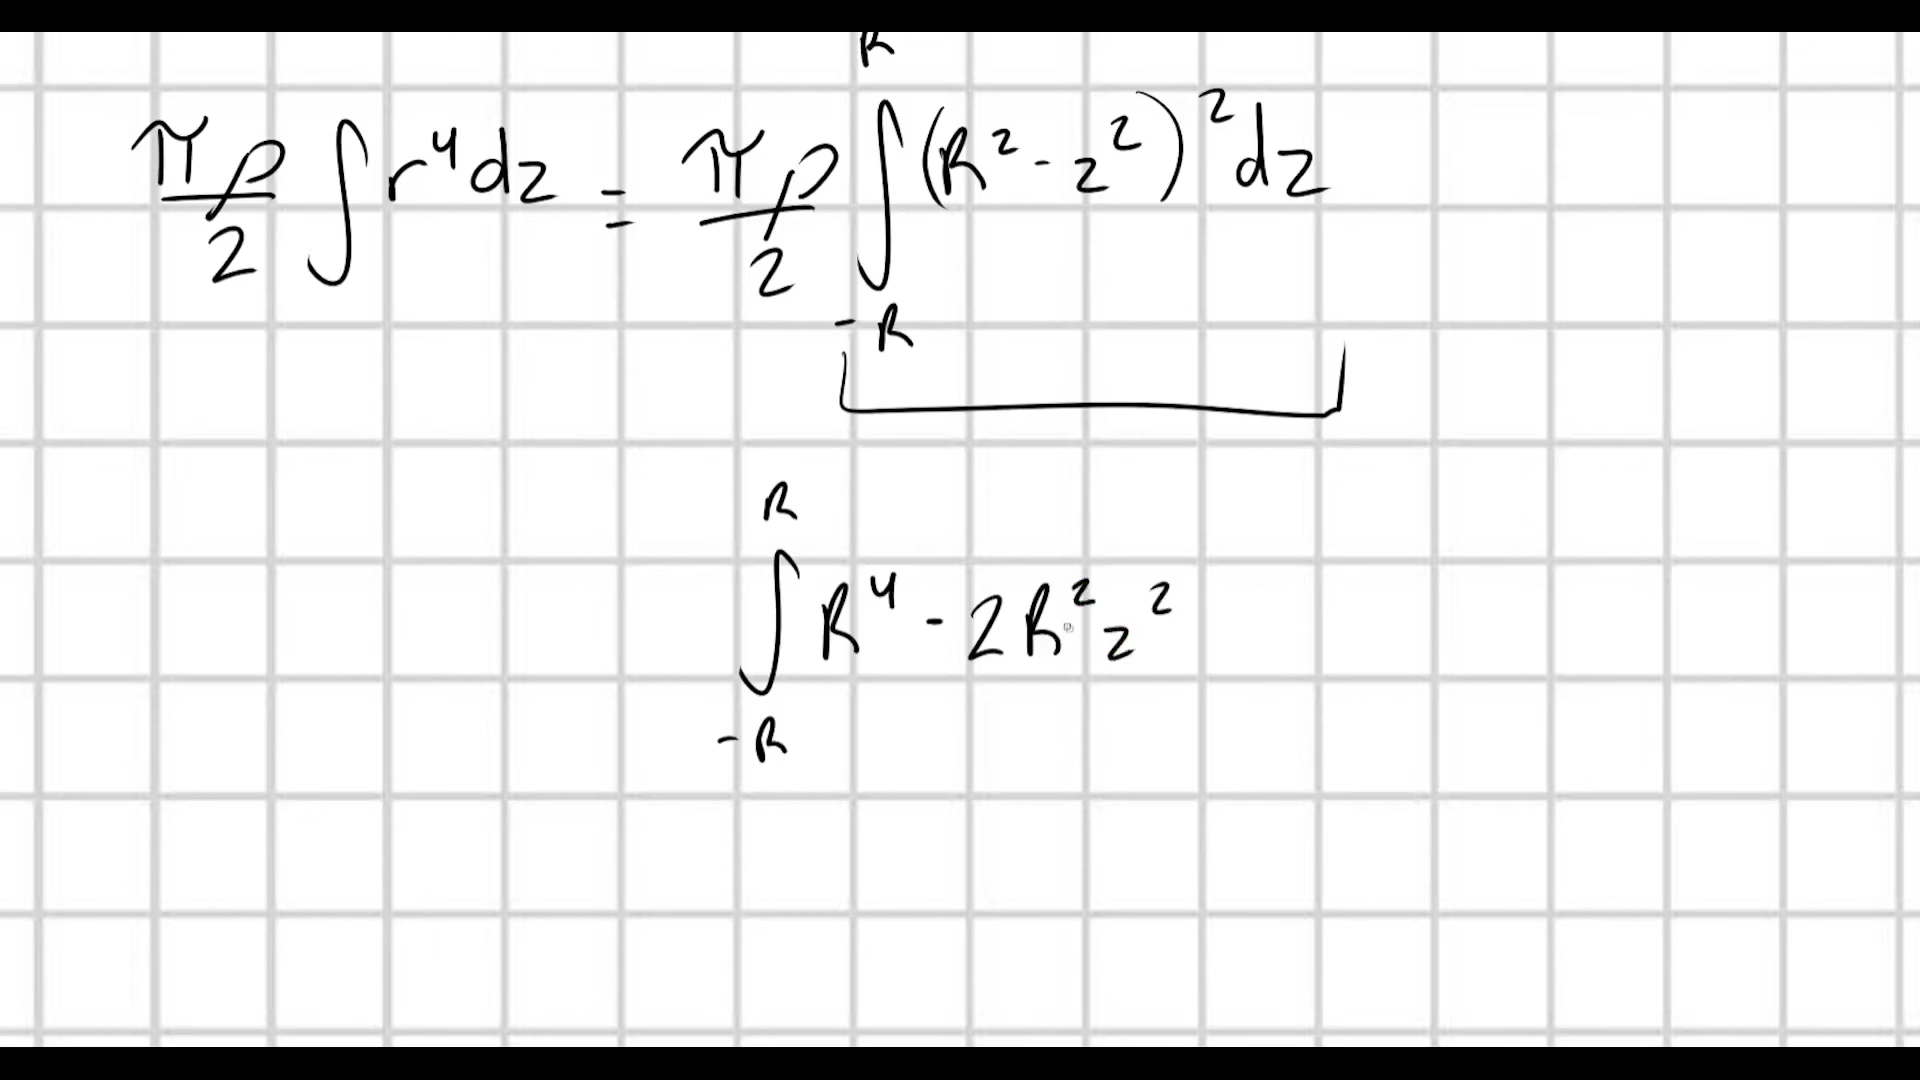 πρ/2 ∫ r⁴dz = πρ/2 ∫_{-R}^{R} (R² - z²)² dz
∫_{-R}^{R} R⁴ - 2R²z²